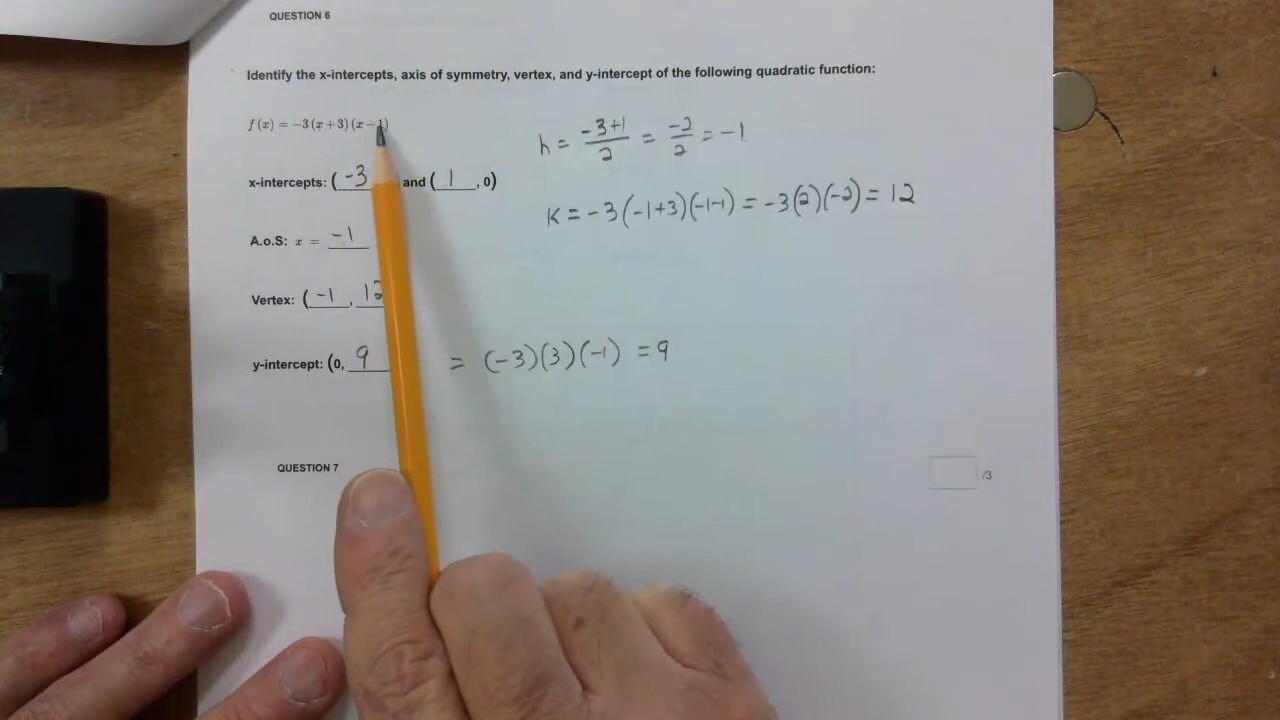 QUESTION 6
Identify the x-intercepts, axis of symmetry, vertex, and y-intercept of the following quadratic function:
f(x) = −3(x+3)(x−1)
h = (-3+1)/2 = -2/2 = -1
x-intercepts: (-3 and (1, 0)
K = -3(-1+3)(-1-1) = -3(2)(-2) = 12
A.o.S: x = -1
Vertex: (-1, 12
y-intercept: (0, 9 = (-3)(3)(-1) = 9
QUESTION 7
/3